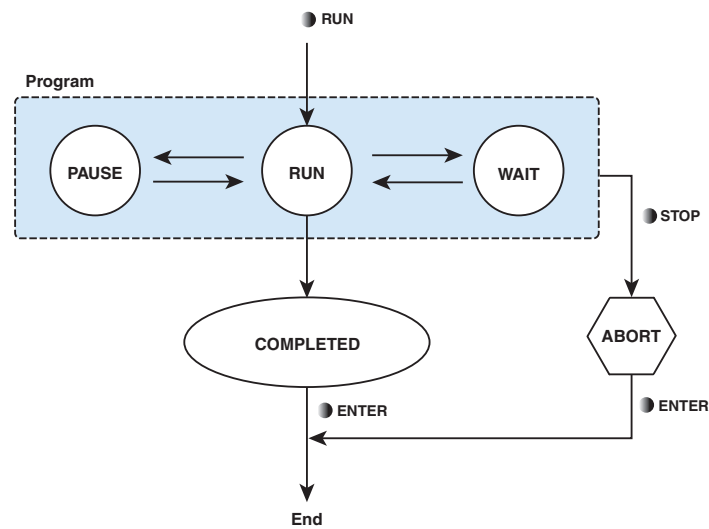 RUN
Program
PAUSE
RUN
WAIT
STOP
COMPLETED
ABORT
ENTER
ENTER
End